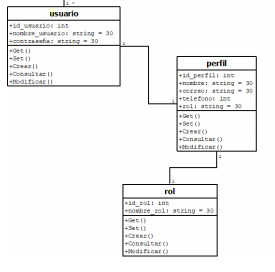 1 *
usuario
+id_usuario: int
+nombre_usuario: string = 30
+contraseña: string = 30
+Get()
+Set()
+Crear()
+Consultar()
+Modificar()
1
1
perfil
+id_perfil: int
+nombre: string = 30
+correo: string = 30
+telefono: int
+rol: string = 30
+Get()
+Set()
+Crear()
+Consultar()
+Modificar()
1
1
rol
+id_rol: int
+nombre_rol: string = 30
+Get()
+Set()
+Crear()
+Consultar()
+Modificar()